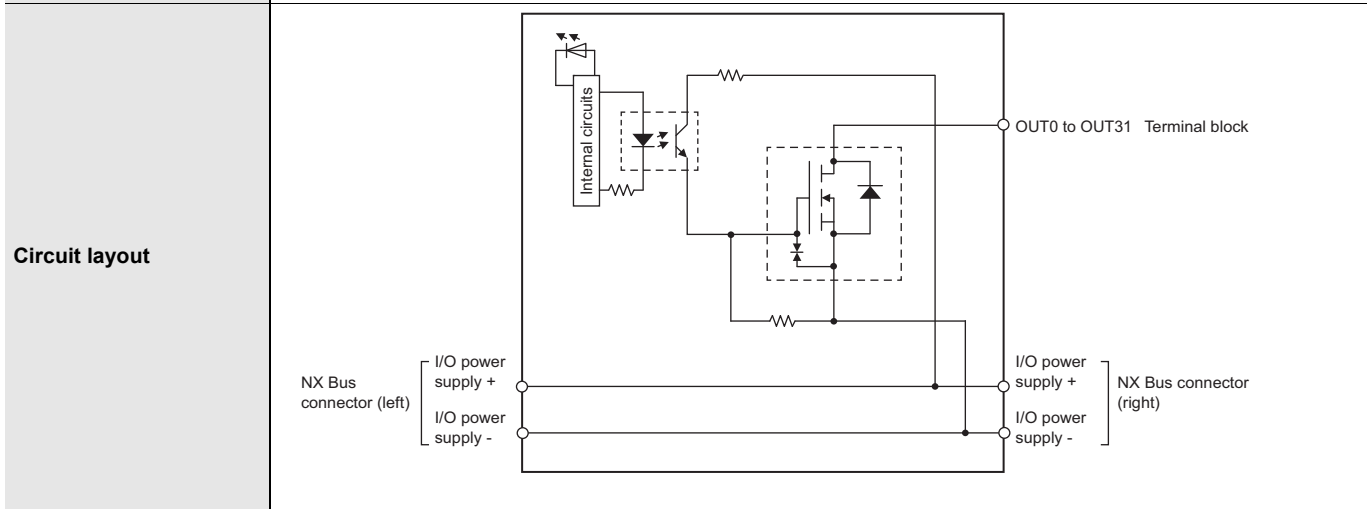 Circuit layout
Internal circuits
OUT0 to OUT31 Terminal block
NX Bus
connector (left)
I/O power
supply +
I/O power
supply -
I/O power
supply +
I/O power
supply -
NX Bus connector
(right)